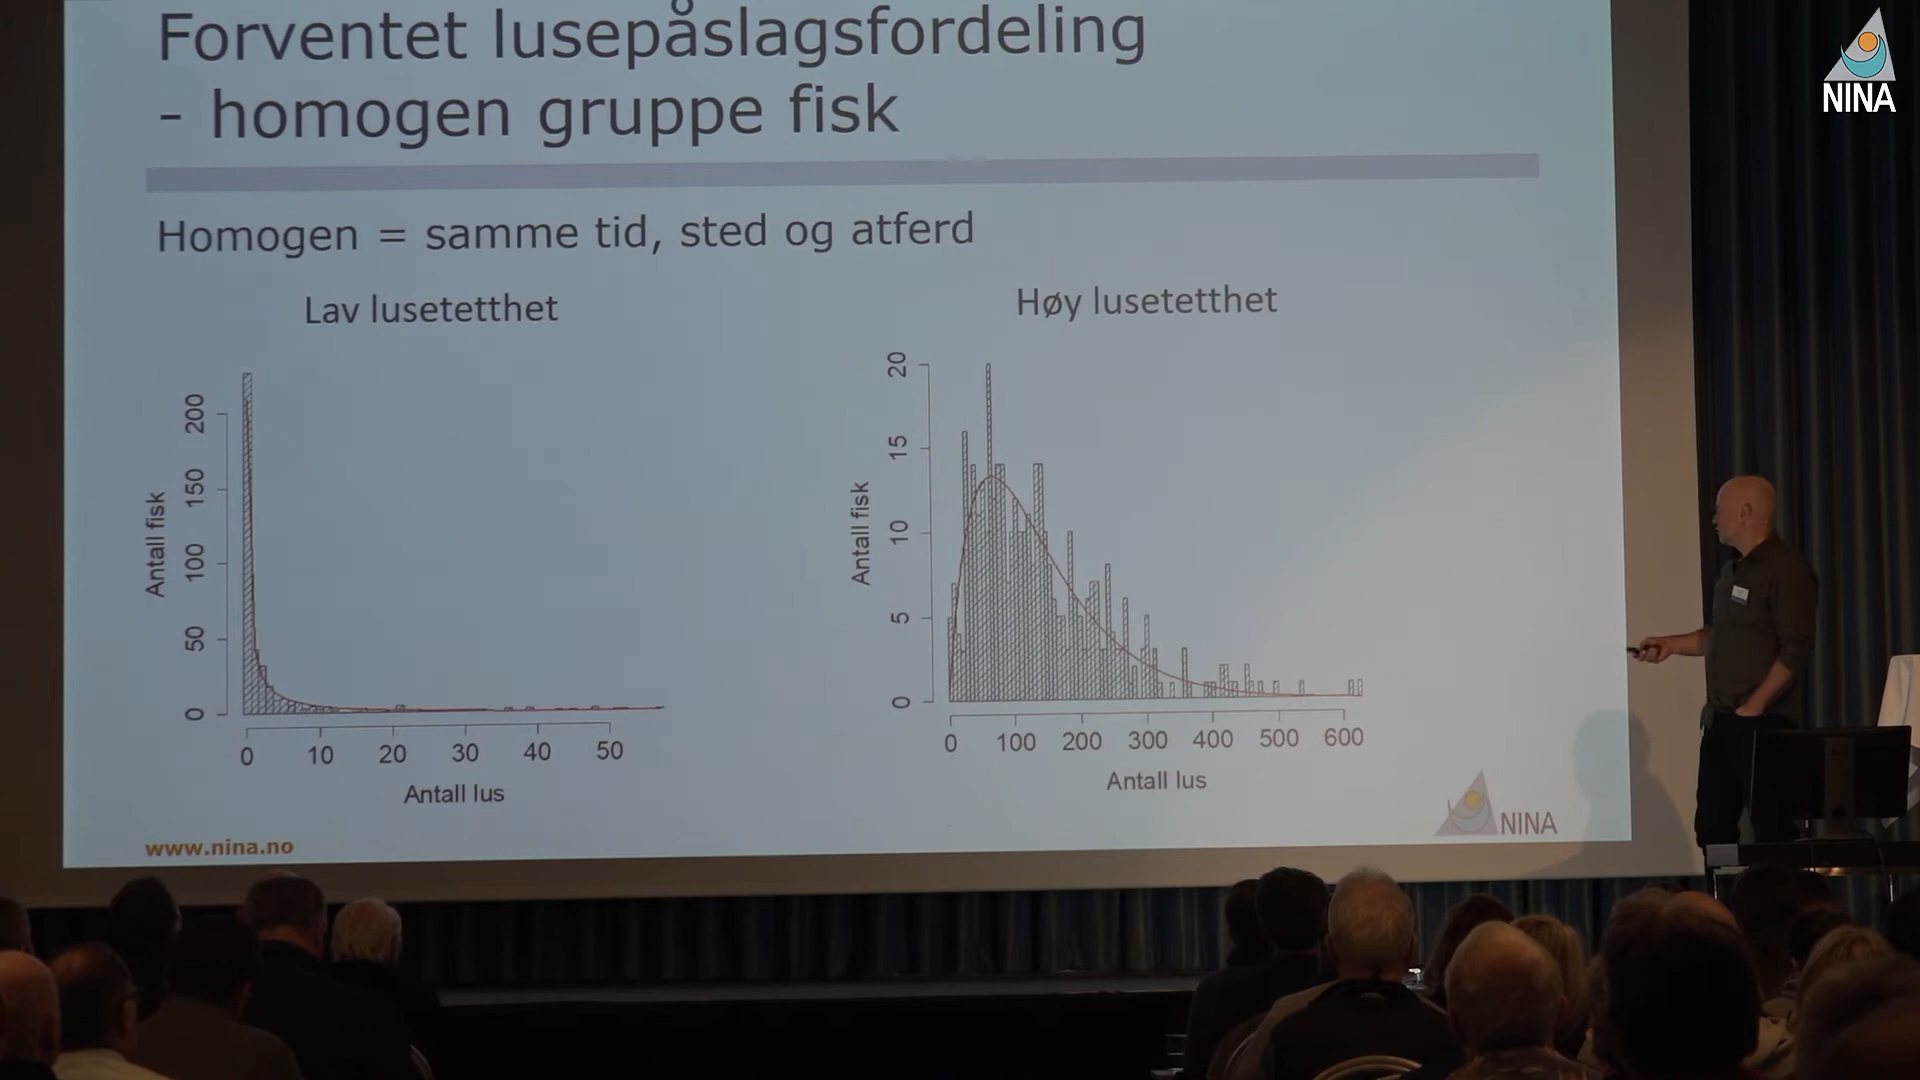 Forventet lusepåslagsfordeling
- homogen gruppe fisk
Homogen = samme tid, sted og atferd
Lav lusetetthet
Høy lusetetthet
Antall fisk
200
150
100
50
0
0 10 20 30 40 50
Antall lus
Antall fisk
20
15
10
5
0
0 100 200 300 400 500 600
Antall lus
www.nina.no
NINA
NINA